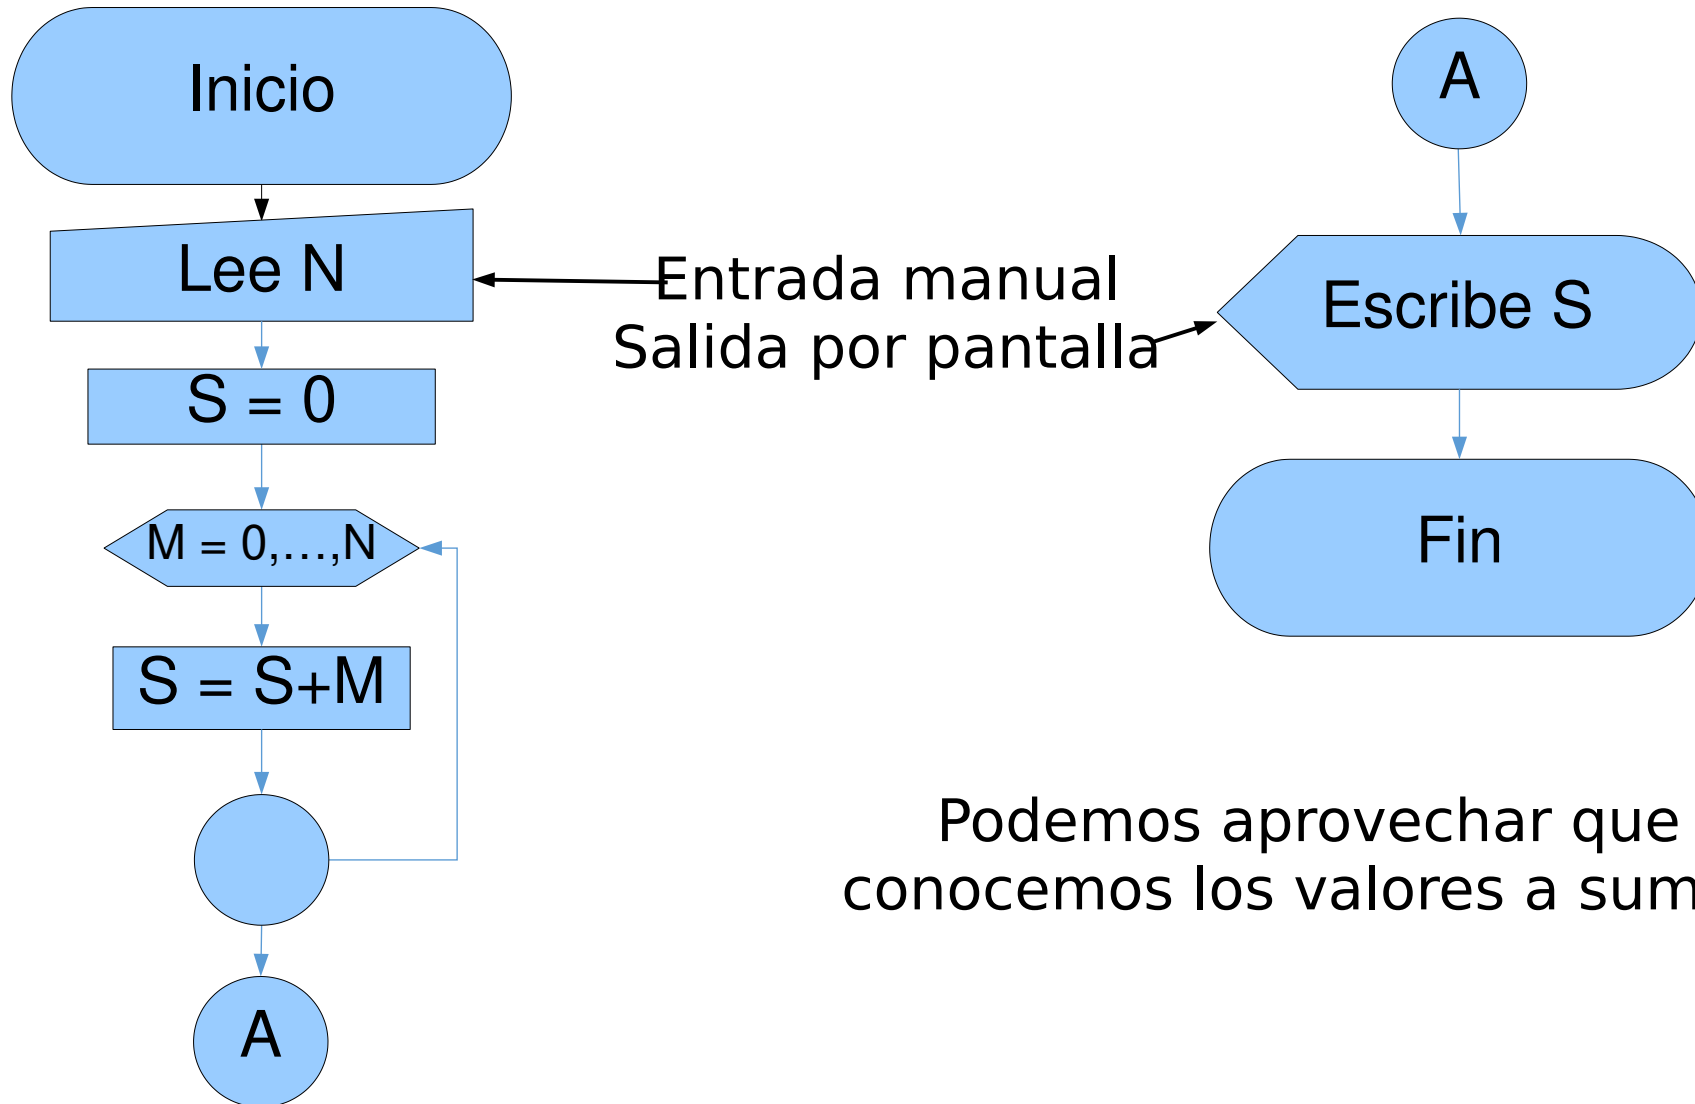 Inicio
Lee N
S = 0
M = 0,...,N
S = S+M
A
Entrada manual
Salida por pantalla
A
Escribe S
Fin
Podemos aprovechar que
conocemos los valores a sum